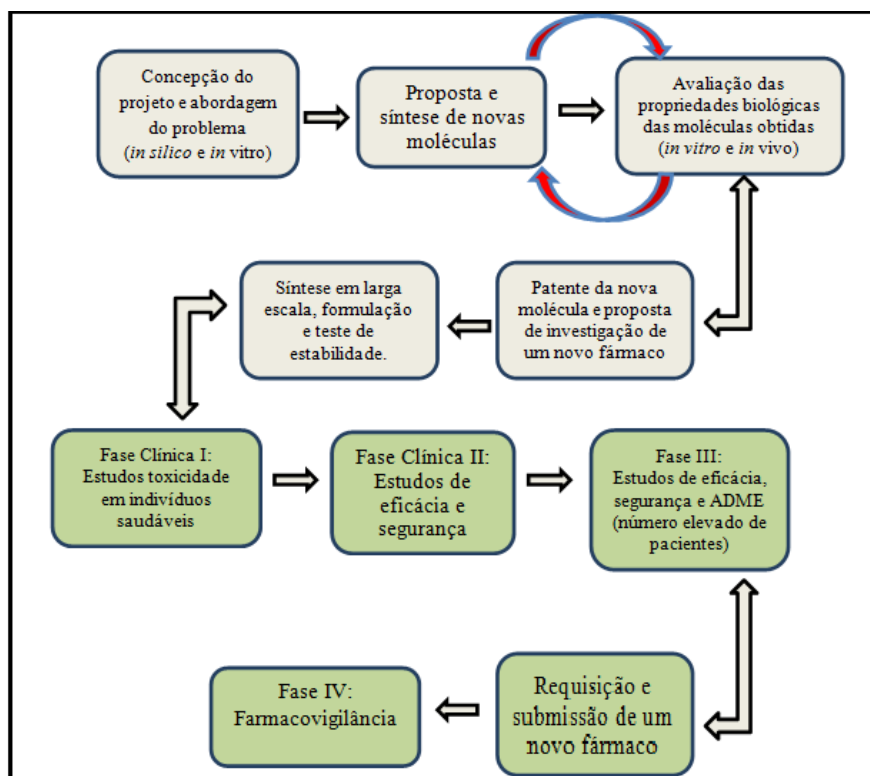 Concepção do
projeto e abordagem
do problema
(in silico e in vitro)
Proposta e
síntese de novas
moléculas
Avaliação das
propriedades biológicas
das moléculas obtidas
(in vitro e in vivo)
Síntese em larga
escala, formulação
e teste de
estabilidade.
Patente da nova
molécula e proposta
de investigação de
um novo fármaco
Fase Clínica I:
Estudos toxicidade
em indivíduos
saudáveis
Fase Clínica II:
Estudos de
eficácia e
segurança
Fase III:
Estudos de eficácia,
segurança e ADME
(número elevado de
pacientes)
Fase IV:
Farmacovigilância
Requisição e
submissão de um
novo fármaco